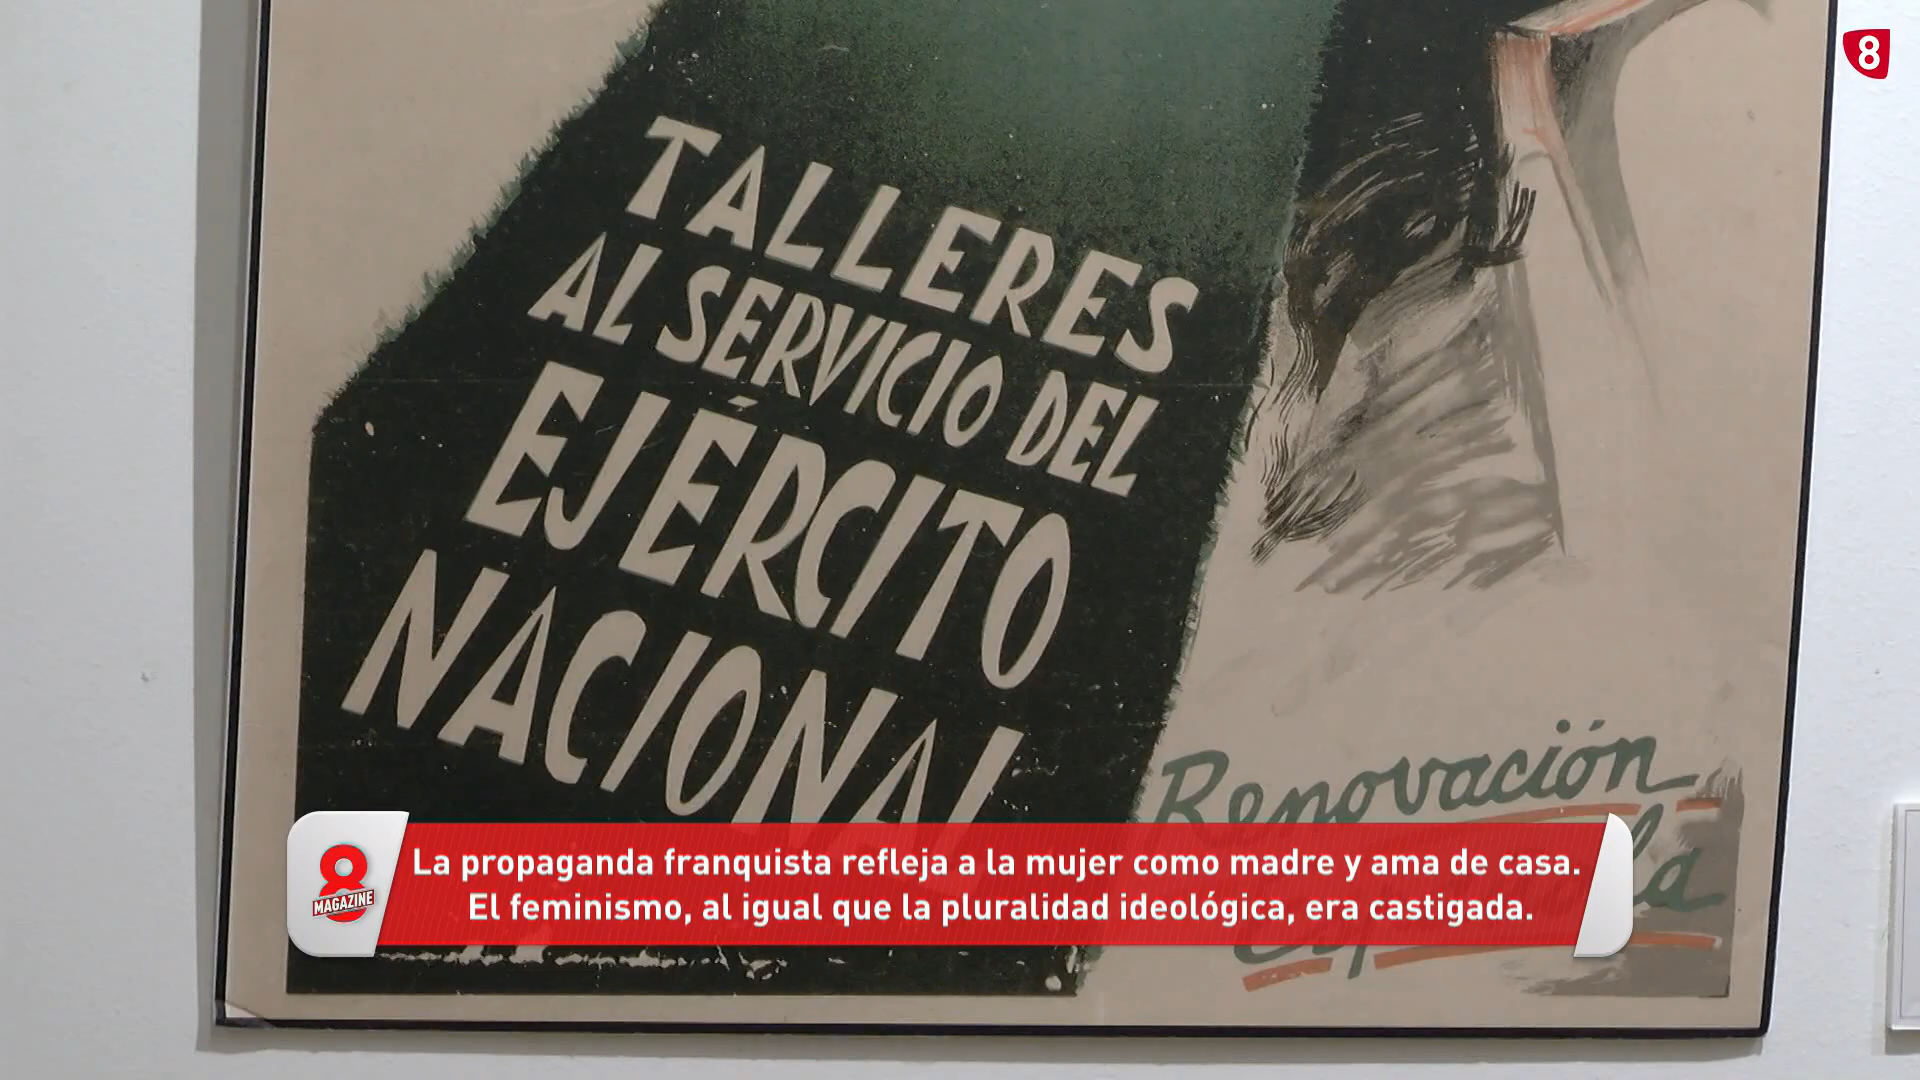 8
TALLERES
AL SERVICIO DEL
EJÉRCITO
NACIONAL
Renovación
8
MAGAZINE
La propaganda franquista refleja a la mujer como madre y ama de casa.
El feminismo, al igual que la pluralidad ideológica, era castigada.